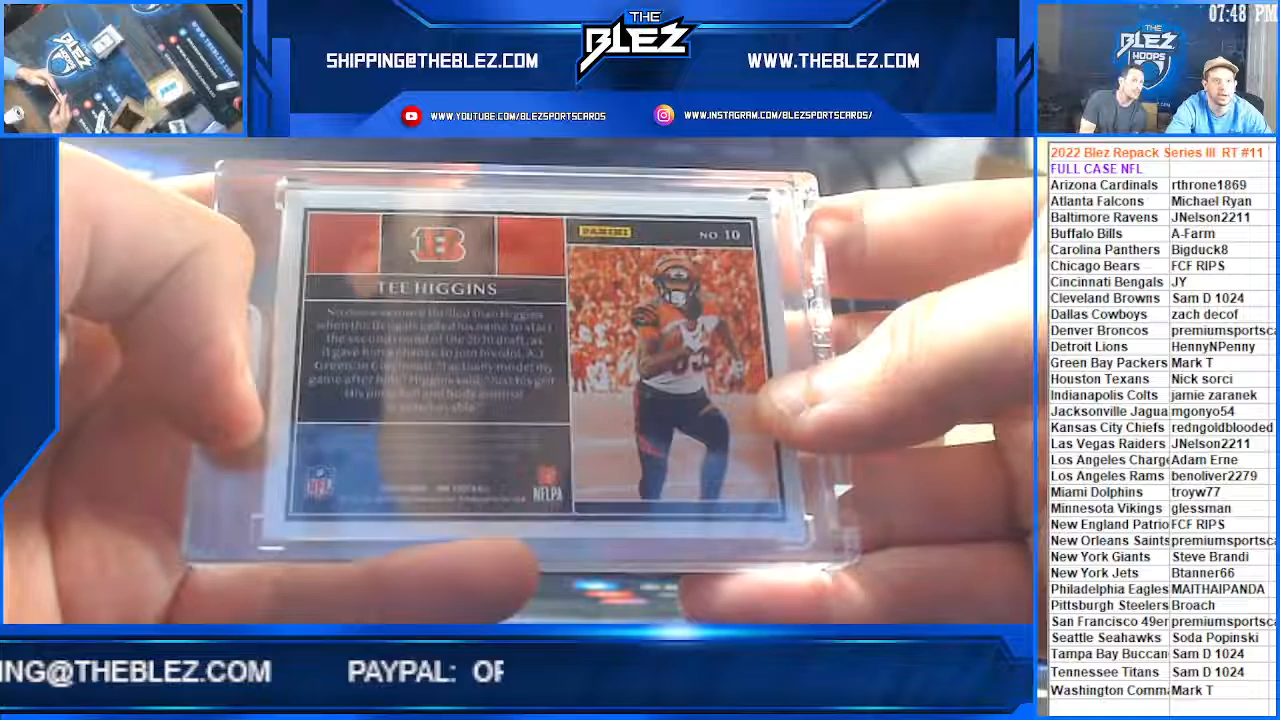 07:48 PM
THE
BLEZ
SHIPPING@THEBLEZ.COM
WWW.THEBLEZ.COM
WWW.YOUTUBE.COM/BLEZSPORTSCARDS
WWW.INSTAGRAM.COM/BLEZSPORTSCARDS/
THE
BLEZ
HOOPS
PANINI
NO. 10
B
TEE HIGGINS
NFL
NFLPA
2022 Blez Repack Series III RT #11
FULL CASE NFL
Arizona Cardinals rthrone1869
Atlanta Falcons Michael Ryan
Baltimore Ravens JNelson2211
Buffalo Bills A-Farm
Carolina Panthers Bigduck8
Chicago Bears FCF RIPS
Cincinnati Bengals JY
Cleveland Browns Sam D 1024
Dallas Cowboys zach decof
Denver Broncos premiumsportsca
Detroit Lions HennyNPenny
Green Bay Packers Mark T
Houston Texans Nick sorci
Indianapolis Colts jamie zaranek
Jacksonville Jagua mgonyo54
Kansas City Chiefs redngoldblooded
Las Vegas Raiders JNelson2211
Los Angeles Charge Adam Erne
Los Angeles Rams benoliver2279
Miami Dolphins troyw77
Minnesota Vikings glessman
New England Patrio FCF RIPS
New Orleans Saints premiumsportsca
New York Giants Steve Brandi
New York Jets Btanner66
Philadelphia Eagles MAITHAIPANDA
Pittsburgh Steelers Broach
San Francisco 49er premiumsportsca
Seattle Seahawks Soda Popinski
Tampa Bay Buccan Sam D 1024
Tennessee Titans Sam D 1024
Washington Comma Mark T
NG@THEBLEZ.COM PAYPAL: OF